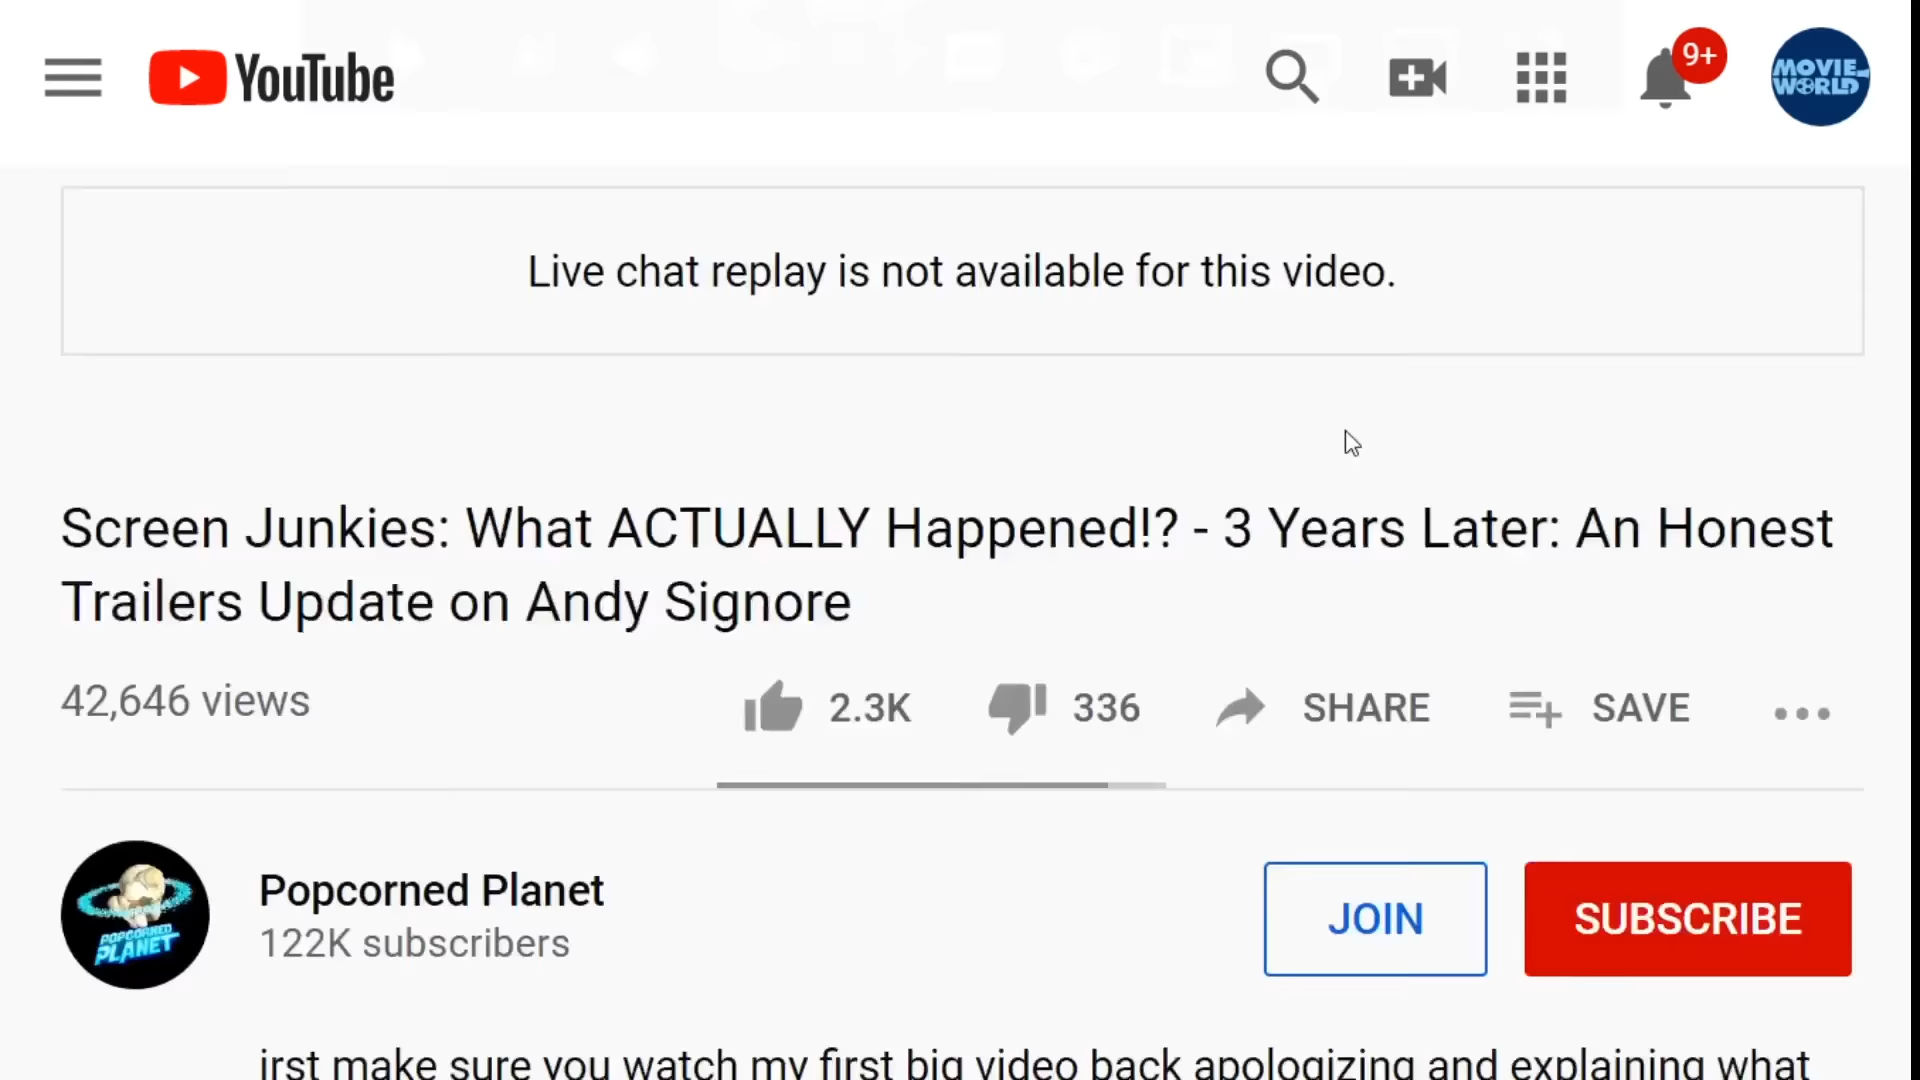 YouTube
9+
MOVIE-
WORLD
Live chat replay is not available for this video.
Screen Junkies: What ACTUALLY Happened!? - 3 Years Later: An Honest
Trailers Update on Andy Signore
42,646 views
2.3K
336
SHARE
SAVE
Popcorned Planet
122K subscribers
POPCORNED
PLANET
JOIN
SUBSCRIBE
irst make sure you watch my first big video back apologizing and explaining what